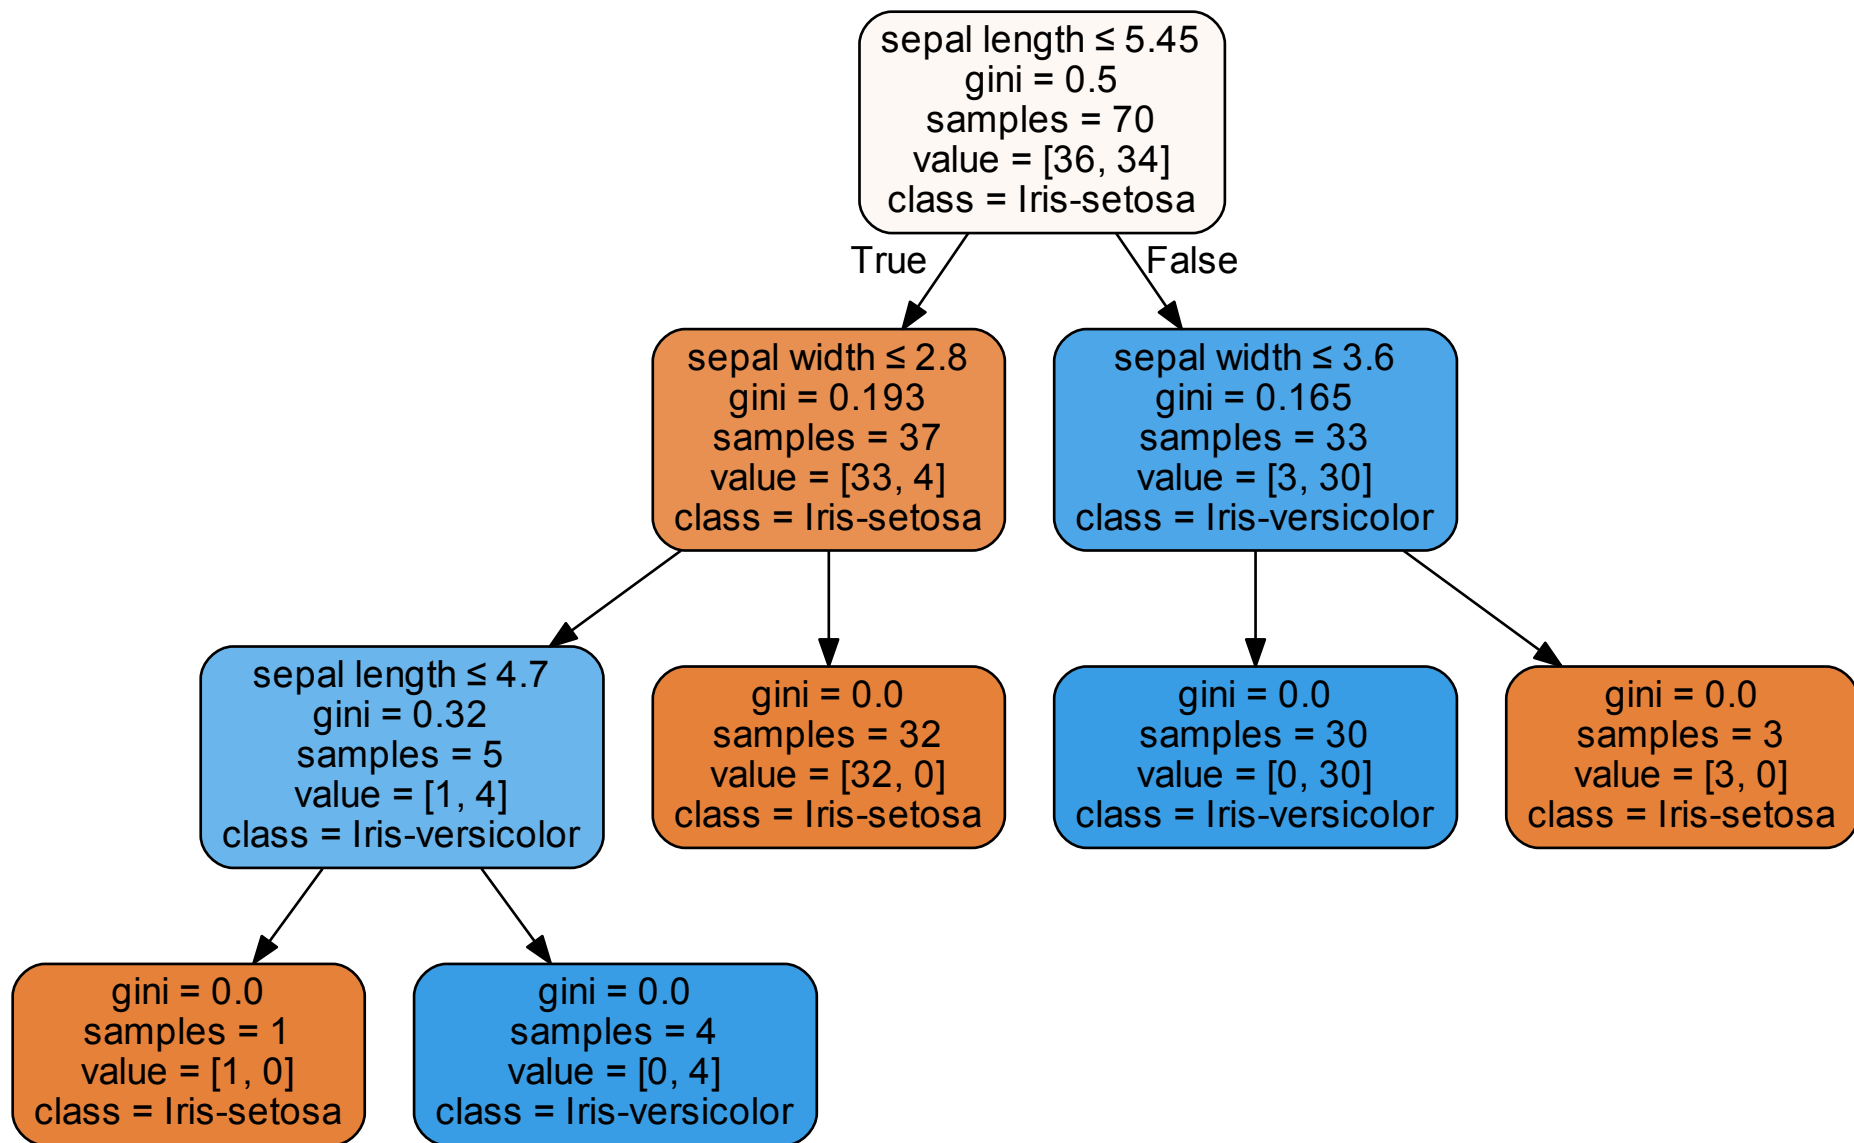 sepal length ≤ 5.45
gini = 0.5
samples = 70
value = [36, 34]
class = Iris-setosa
True
False
sepal width ≤ 2.8
gini = 0.193
samples = 37
value = [33, 4]
class = Iris-setosa
sepal width ≤ 3.6
gini = 0.165
samples = 33
value = [3, 30]
class = Iris-versicolor
sepal length ≤ 4.7
gini = 0.32
samples = 5
value = [1, 4]
class = Iris-versicolor
gini = 0.0
samples = 32
value = [32, 0]
class = Iris-setosa
gini = 0.0
samples = 30
value = [0, 30]
class = Iris-versicolor
gini = 0.0
samples = 3
value = [3, 0]
class = Iris-setosa
gini = 0.0
samples = 1
value = [1, 0]
class = Iris-setosa
gini = 0.0
samples = 4
value = [0, 4]
class = Iris-versicolor